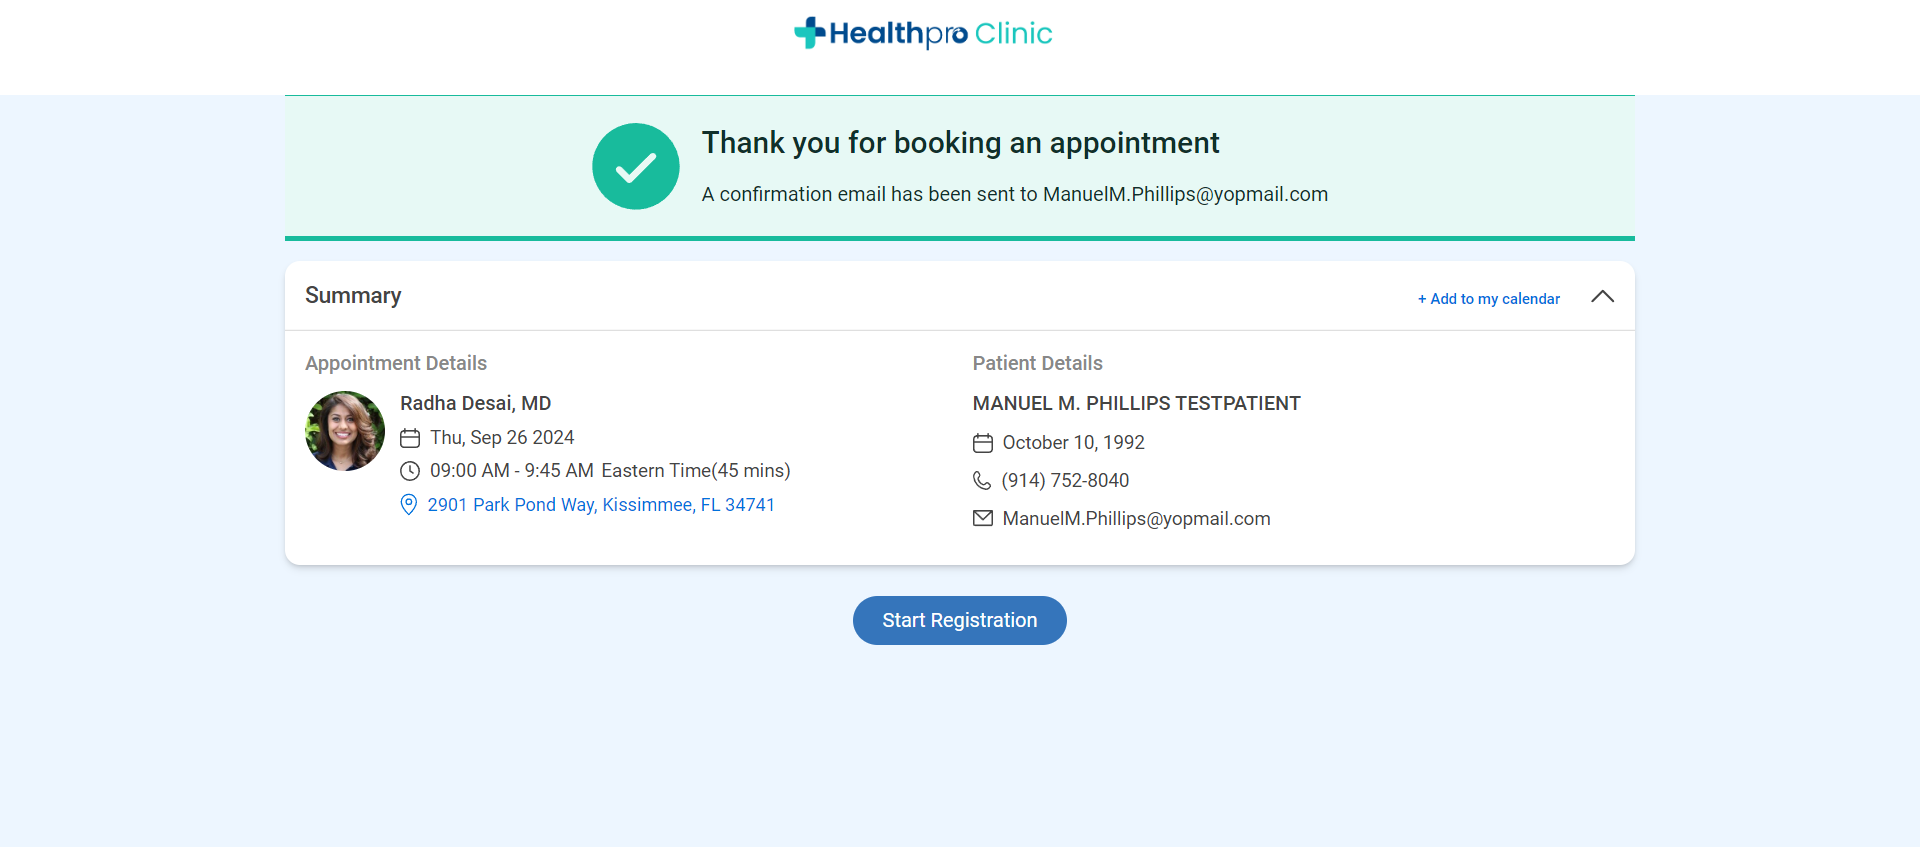 Healthpro Clinic
Thank you for booking an appointment
A confirmation email has been sent to ManuelM.Phillips@yopmail.com
Summary
+ Add to my calendar
Appointment Details
Radha Desai, MD
Thu, Sep 26 2024
09:00 AM - 9:45 AM Eastern Time(45 mins)
2901 Park Pond Way, Kissimmee, FL 34741
Patient Details
MANUEL M. PHILLIPS TESTPATIENT
October 10, 1992
(914) 752-8040
ManuelM.Phillips@yopmail.com
Start Registration